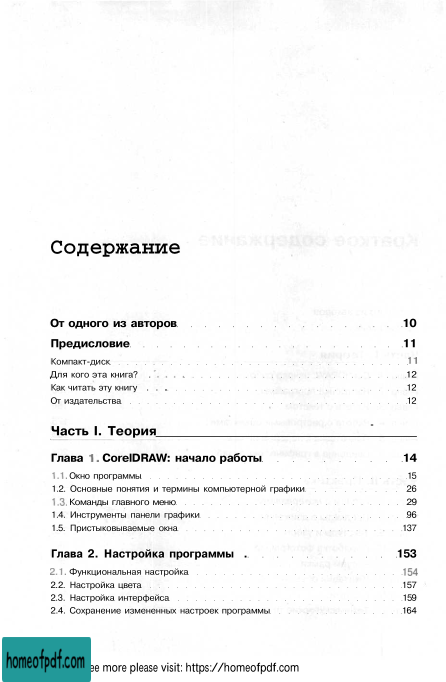 Содержание
От одного из авторов 10
Предисловие 11
Компакт-диск 11
Для кого эта книга? 12
Как читать эту книгу 12
От издательства 12
Часть I. Теория
Глава 1. CorelDRAW: начало работы 14
1.1. Окно программы 15
1.2. Основные понятия и термины компьютерной графики 26
1.3. Команды главного меню 29
1.4. Инструменты панели графики 96
1.5. Пристыковываемые окна 137
Глава 2. Настройка программы 153
2.1. Функциональная настройка 154
2.2. Настройка цвета 157
2.3. Настройка интерфейса 159
2.4. Сохранение измененных настроек программы 164
homeofpdf.com
ee more please visit: https://homeofpdf.com